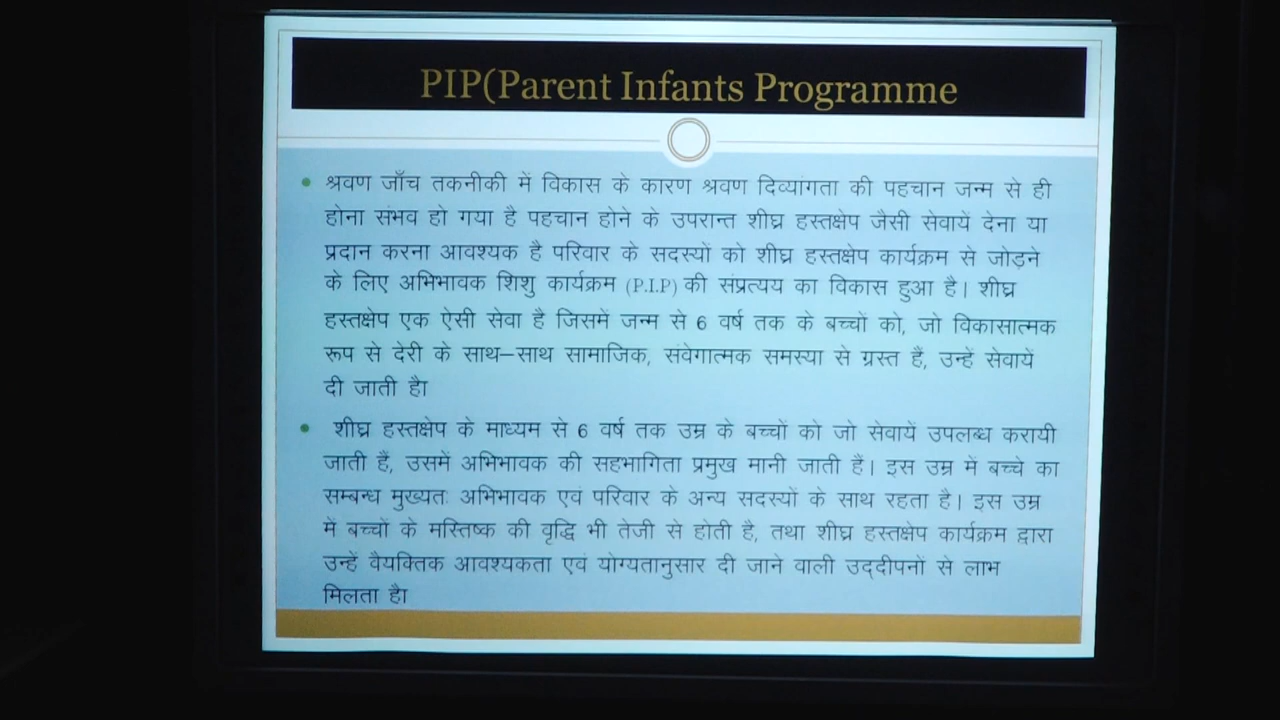 PIP(Parent Infants Programme
• श्रवण जाँच तकनीकी में विकास के कारण श्रवण दिव्यांगता की पहचान जन्म से ही
होना संभव हो गया है पहचान होने के उपरान्त शीघ्र हस्तक्षेप जैसी सेवायें देना या
प्रदान करना आवश्यक है परिवार के सदस्यों को शीघ्र हस्तक्षेप कार्यक्रम से जोड़ने
के लिए अभिभावक शिशु कार्यक्रम (P.I.P) की संप्रत्यय का विकास हुआ है। शीघ्र
हस्तक्षेप एक ऐसी सेवा है जिसमें जन्म से 6 वर्ष तक के बच्चों को, जो विकासात्मक
रूप से देरी के साथ–साथ सामाजिक, संवेगात्मक समस्या से ग्रस्त हैं, उन्हें सेवायें
दी जाती है।
• शीघ्र हस्तक्षेप के माध्यम से 6 वर्ष तक उम्र के बच्चों को जो सेवायें उपलब्ध करायी
जाती हैं, उसमें अभिभावक की सहभागिता प्रमुख मानी जाती है। इस उम्र में बच्चे का
सम्बन्ध मुख्यतः अभिभावक एवं परिवार के अन्य सदस्यों के साथ रहता है। इस उम्र
में बच्चों के मस्तिष्क की वृद्धि भी तेजी से होती है, तथा शीघ्र हस्तक्षेप कार्यक्रम द्वारा
उन्हें वैयक्तिक आवश्यकता एवं योग्यतानुसार दी जाने वाली उद्दीपनों से लाभ
मिलता है।